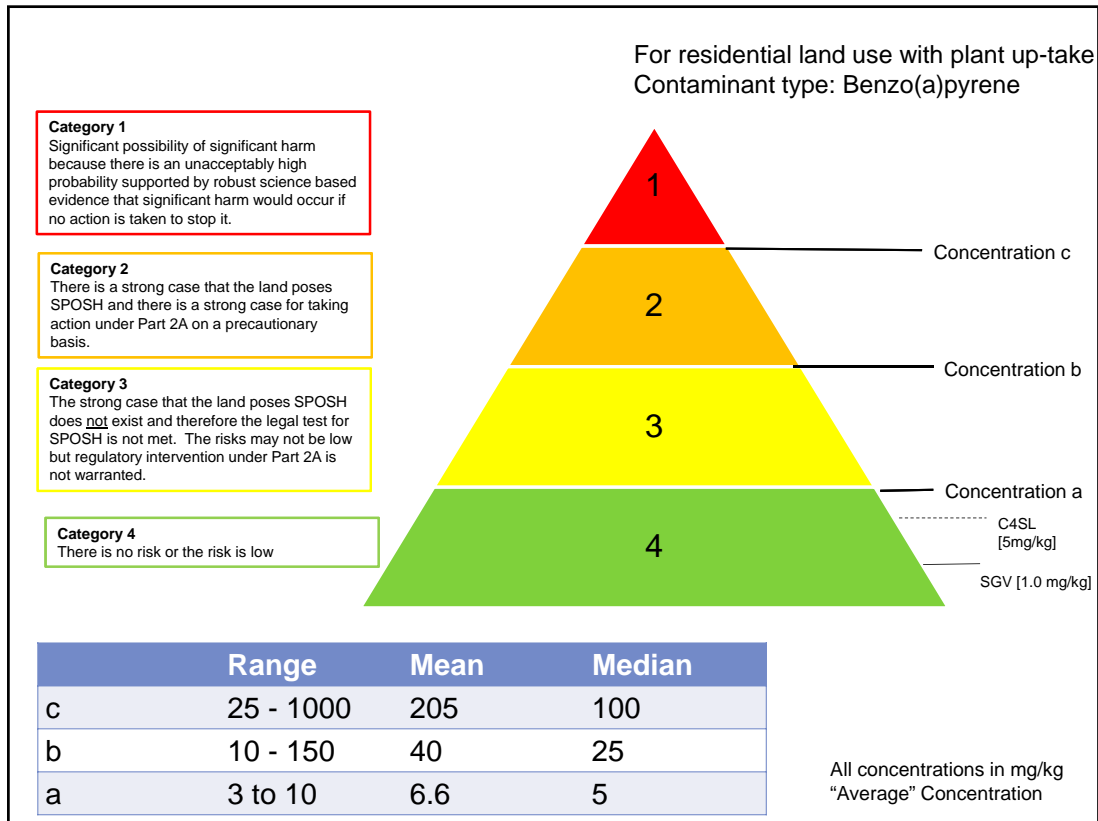 For residential land use with plant up-take
Contaminant type: Benzo(a)pyrene
Category 1
Significant possibility of significant harm
because there is an unacceptably high
probability supported by robust science based
evidence that significant harm would occur if
no action is taken to stop it.
1
Concentration c
Category 2
There is a strong case that the land poses
SPOSH and there is a strong case for taking
action under Part 2A on a precautionary
basis.
2
Concentration b
Category 3
The strong case that the land poses SPOSH
does not exist and therefore the legal test for
SPOSH is not met.  The risks may not be low
but regulatory intervention under Part 2A is
not warranted.
3
Concentration a
Category 4
There is no risk or the risk is low
4
C4SL
[5mg/kg]
SGV [1.0 mg/kg]
Range Mean Median
c 25 - 1000 205 100
b 10 - 150 40 25
a 3 to 10 6.6 5
All concentrations in mg/kg
“Average” Concentration